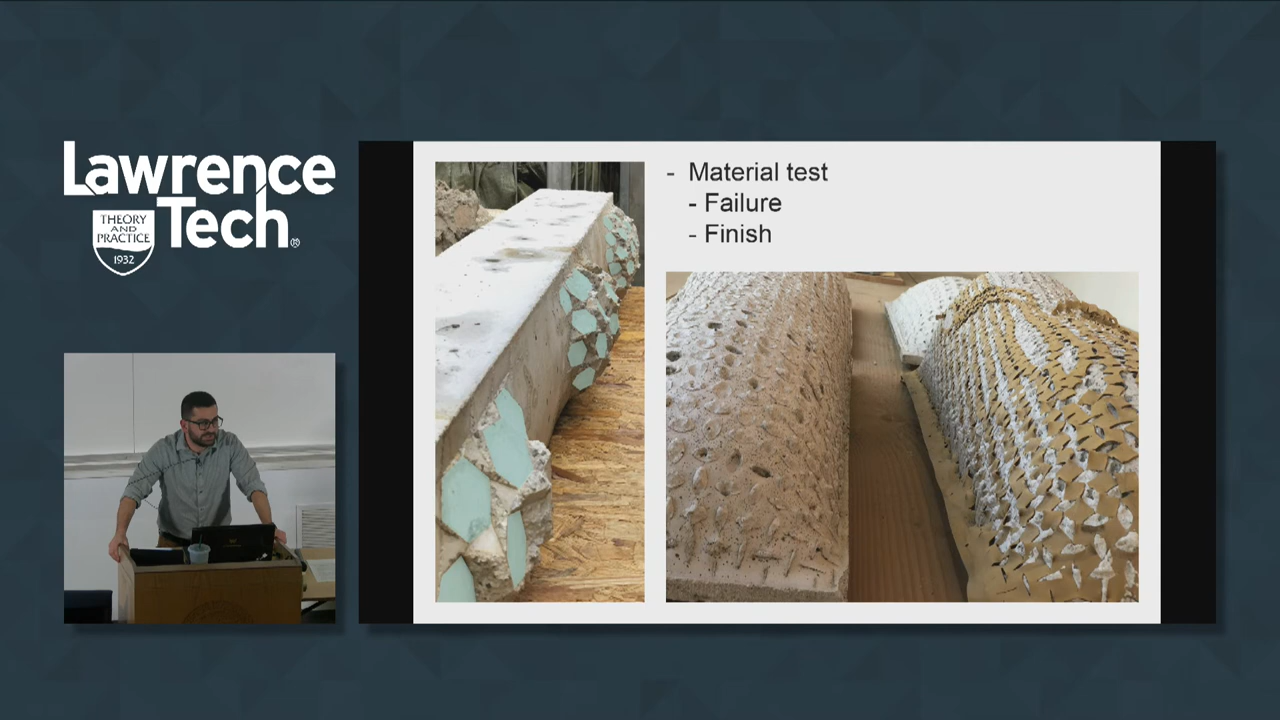 Lawrence
Tech®
THEORY
AND
PRACTICE
1932
- Material test
- Failure
- Finish